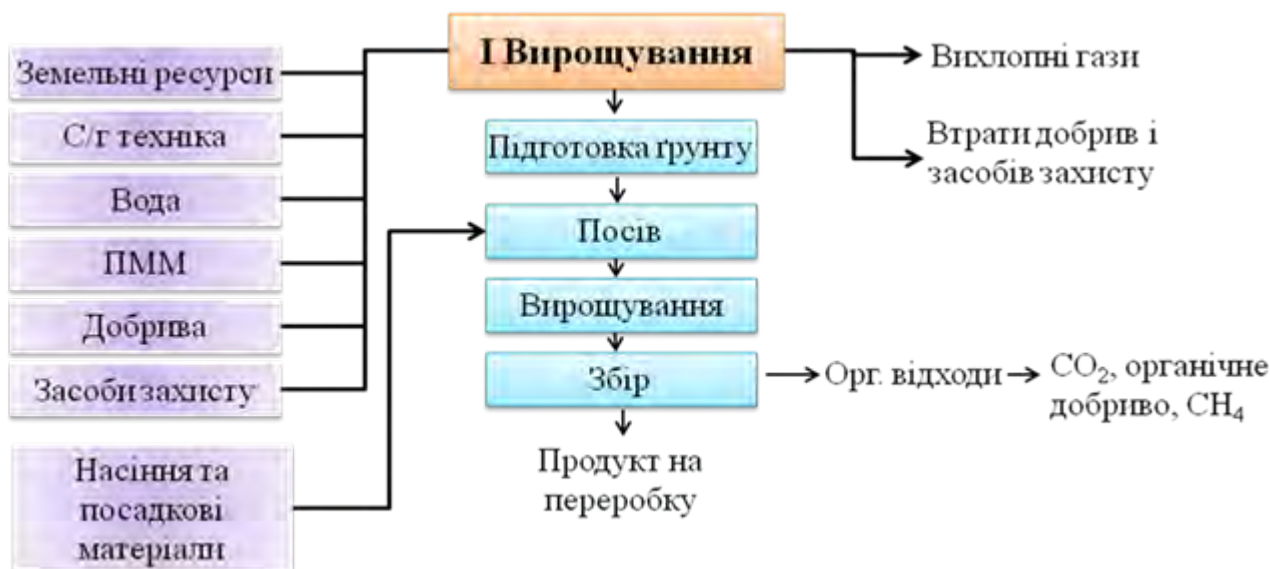 Земельні ресурси
С/г техніка
Вода
ПММ
Добрива
Засоби захисту
Насіння та
посадкові
матеріали
I Вирощування
Підготовка ґрунту
Посів
Вирощування
Збір
Продукт на
переробку
Вихлопні гази
Втрати добрив і
засобів захисту
Орг. відходи
CO₂, органічне
добриво, CH₄